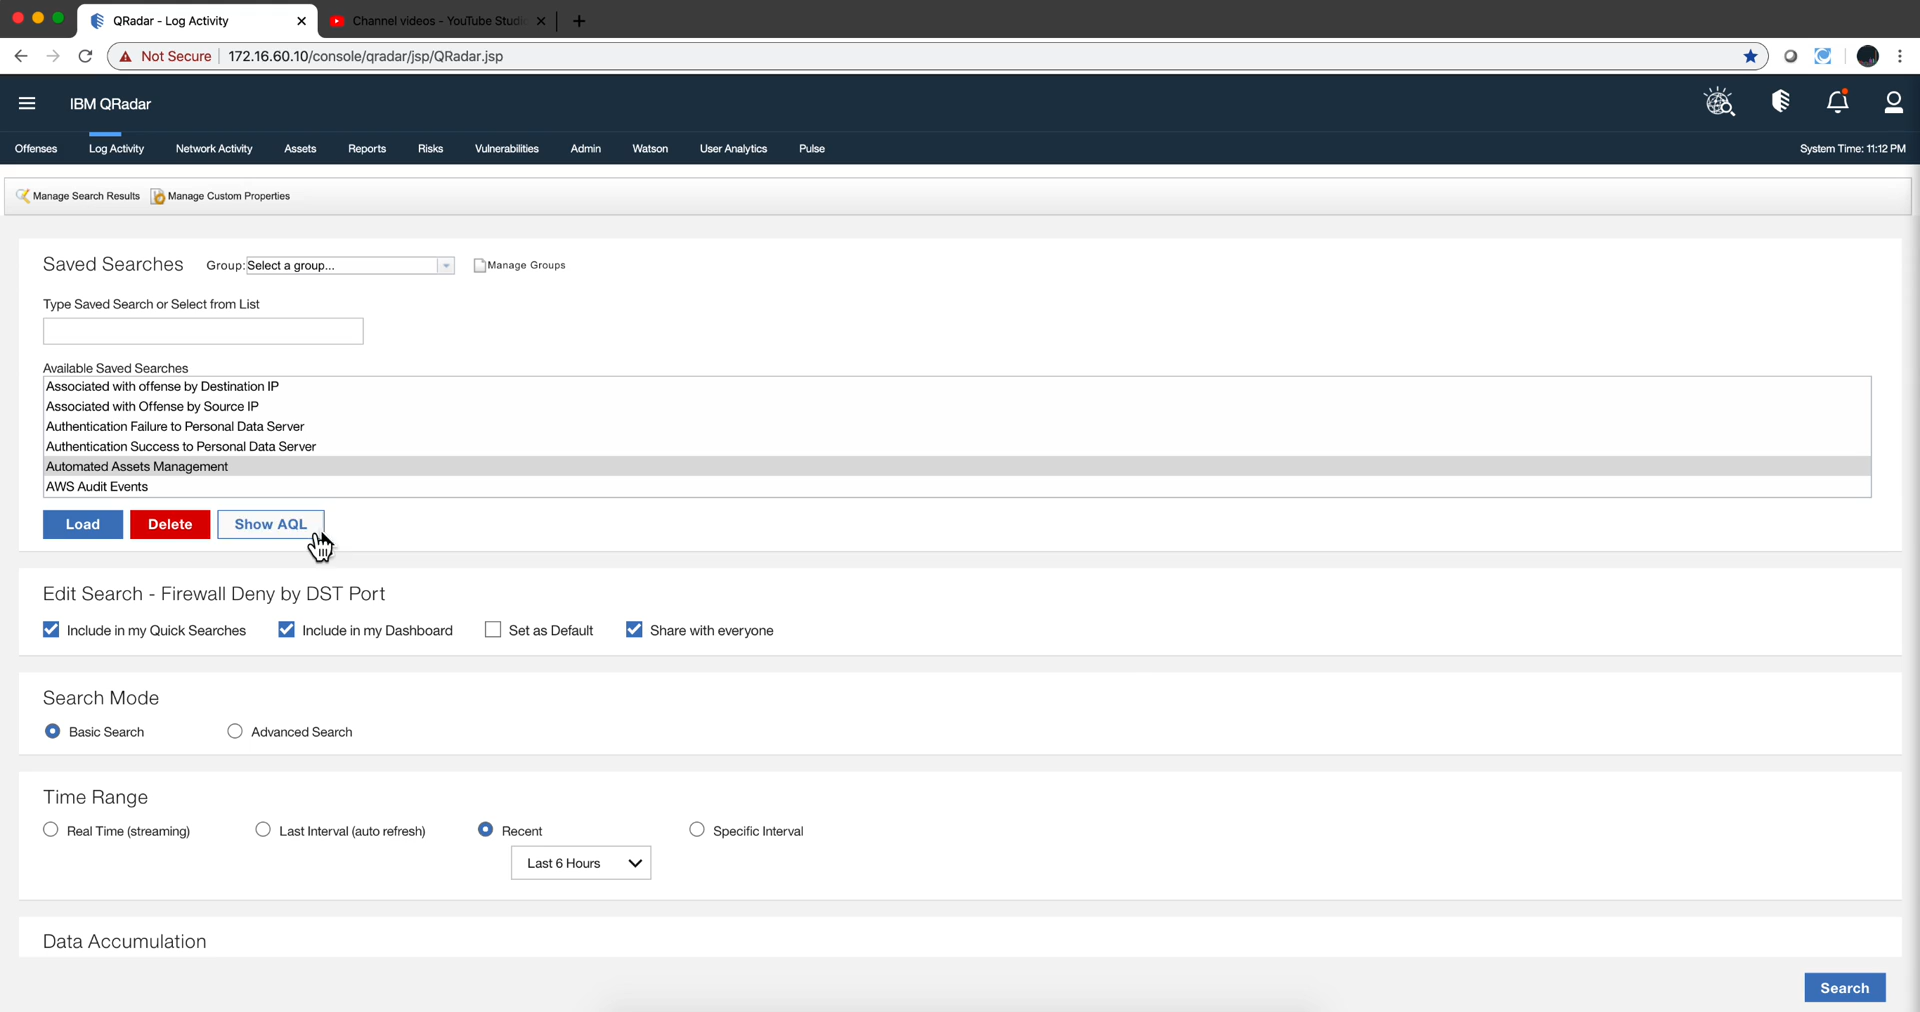 QRadar - Log Activity
Channel videos - YouTube Studi
Not Secure
172.16.60.10/console/qradar/jsp/QRadar.jsp
IBM QRadar
Offenses
Log Activity
Network Activity
Assets
Reports
Risks
Vulnerabilities
Admin
Watson
User Analytics
Pulse
System Time: 11:12 PM
Manage Search Results
Manage Custom Properties
Saved Searches
Group:
Select a group...
Manage Groups
Type Saved Search or Select from List
Available Saved Searches
Associated with offense by Destination IP
Associated with Offense by Source IP
Authentication Failure to Personal Data Server
Authentication Success to Personal Data Server
Automated Assets Management
AWS Audit Events
Load
Delete
Show AQL
Edit Search - Firewall Deny by DST Port
Include in my Quick Searches
Include in my Dashboard
Set as Default
Share with everyone
Search Mode
Basic Search
Advanced Search
Time Range
Real Time (streaming)
Last Interval (auto refresh)
Recent
Specific Interval
Last 6 Hours
Data Accumulation
Search